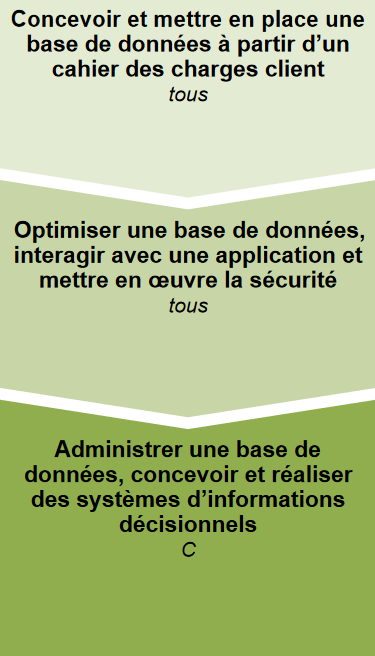 Concevoir et mettre en place une
base de données à partir d’un
cahier des charges client
tous
Optimiser une base de données,
interagir avec une application et
mettre en œuvre la sécurité
tous
Administrer une base de
données, concevoir et réaliser
des systèmes d’informations
décisionnels
C